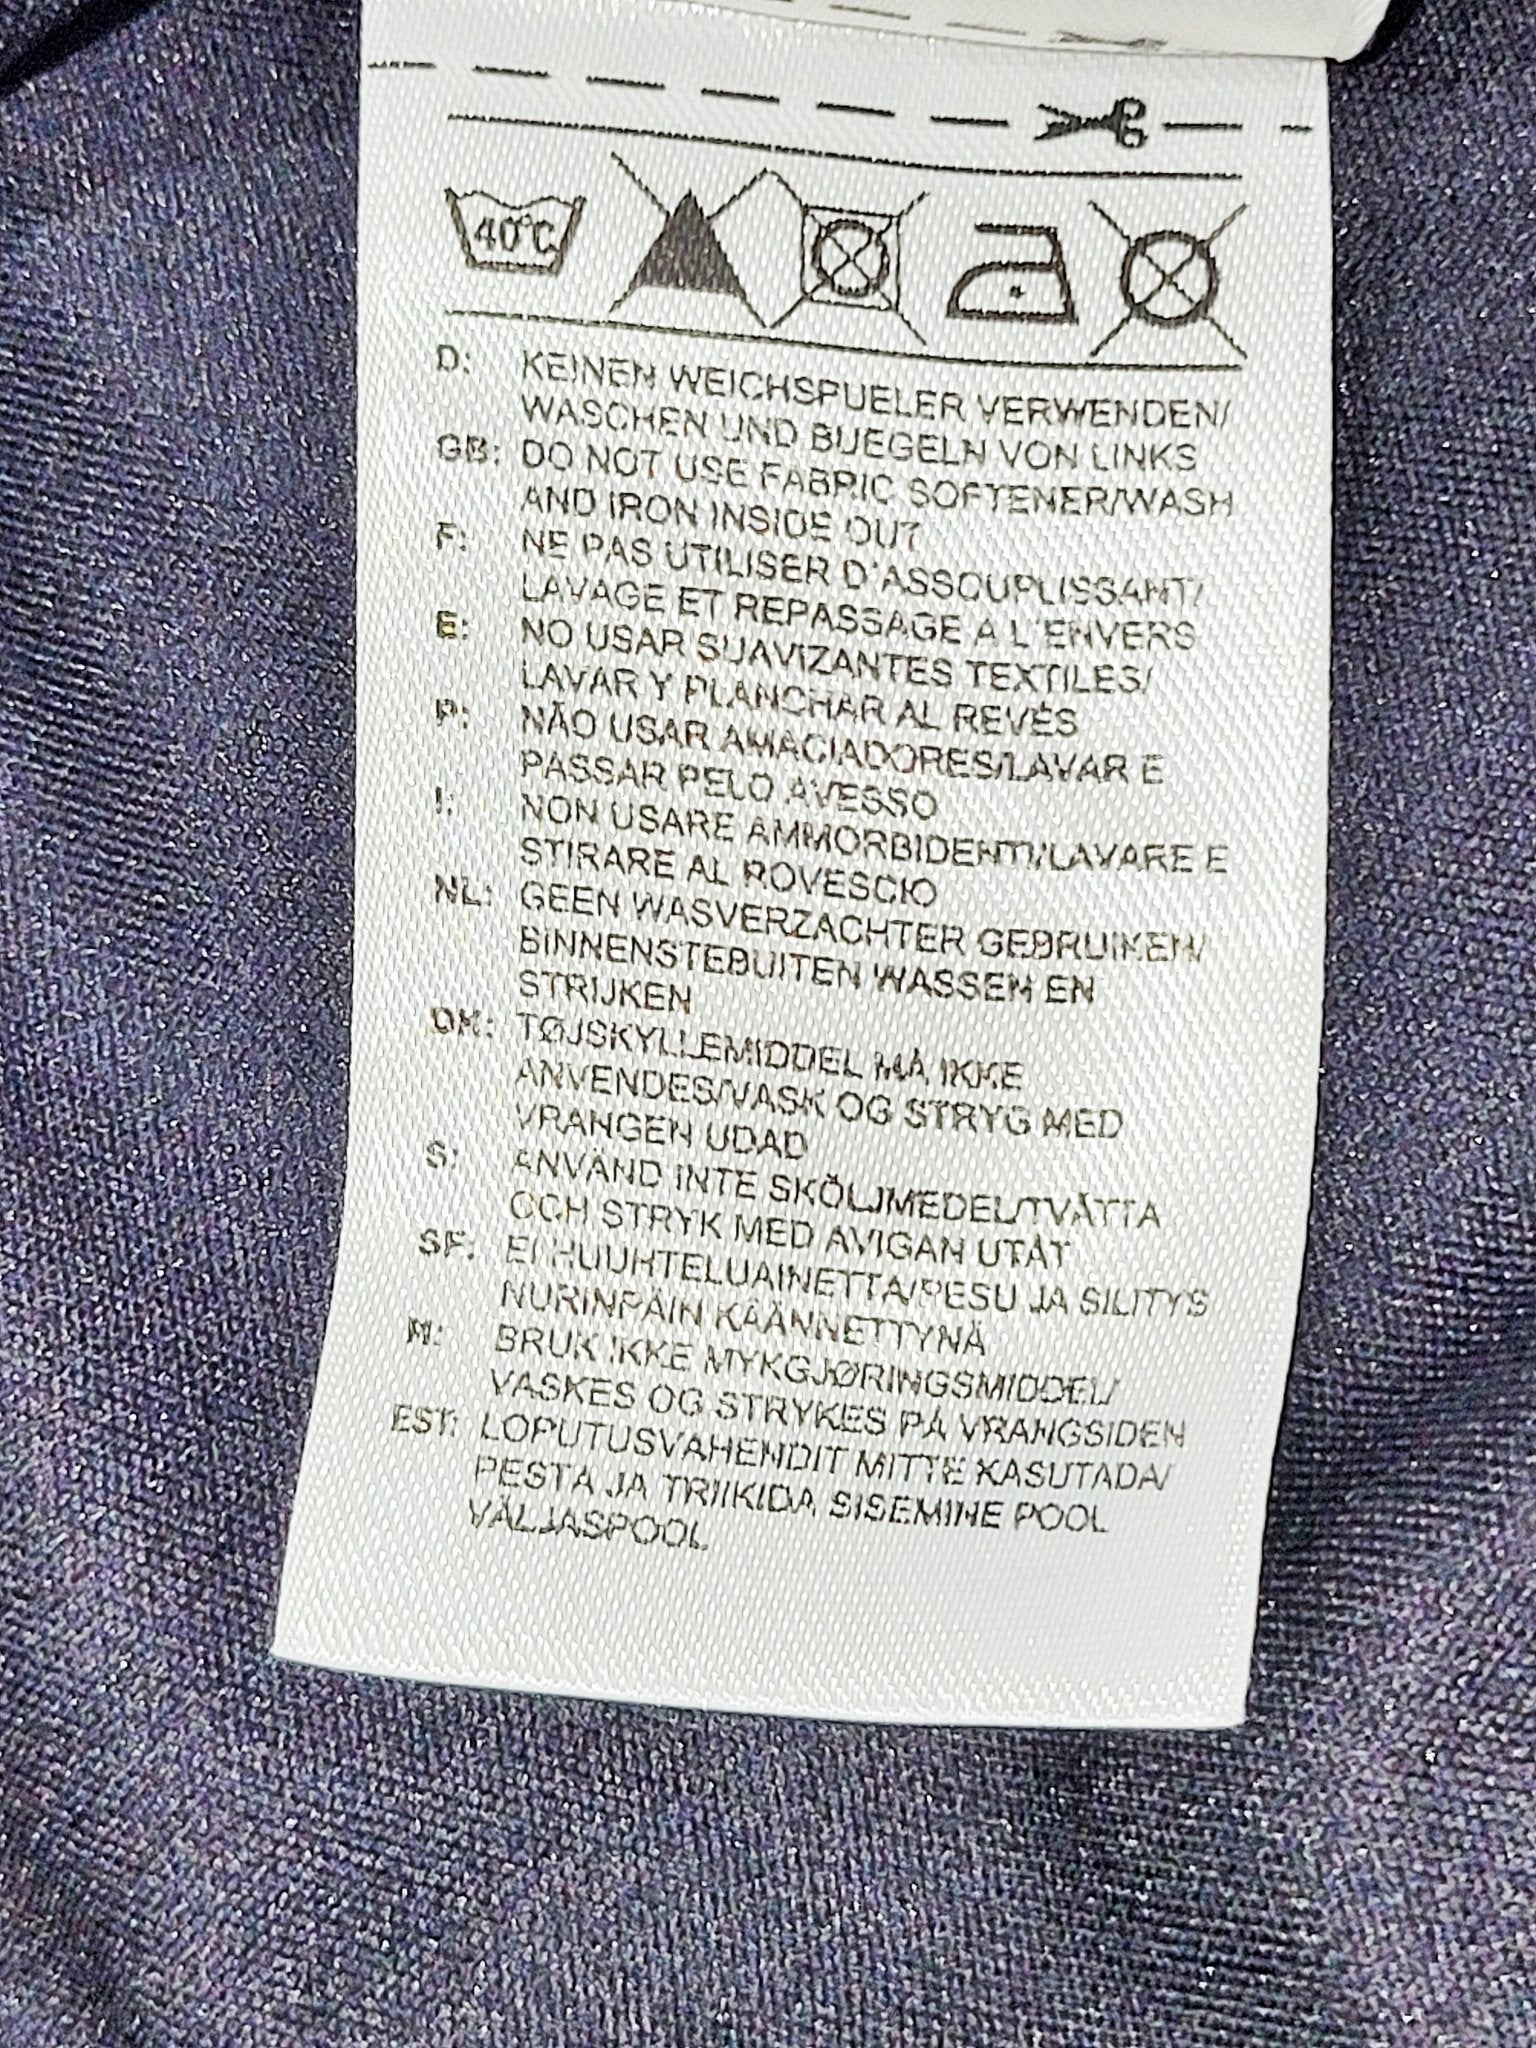 40°C
D: KEINEN WEICHSPUELER VERWENDEN/
WASCHEN UND BUEGELN VON LINKS
GB: DO NOT USE FABRIC SOFTENER/WASH
AND IRON INSIDE OUT
F: NE PAS UTILISER D'ASSOUPLISSANT/
LAVAGE ET REPASSAGE A L'ENVERS
E: NO USAR SUAVIZANTES TEXTILES/
LAVAR Y PLANCHAR AL REVÉS
P: NÃO USAR AMACIADORES/LAVAR E
PASSAR PELO AVESSO
I: NON USARE AMMORBIDENTI/LAVARE E
STIRARE AL ROVESCIO
NL: GEEN WASVERZACHTER GEBRUIKEN/
BINNENSTEBUITEN WASSEN EN
STRIJKEN
DK: TØJSKYLLEMIDDEL MÅ IKKE
ANVENDES/VASK OG STRYG MED
VRANGEN UDAD
S: ANVÄND INTE SKÖLJMEDEL/TVÄTTA
OCH STRYK MED AVIGAN UTÅT
SF: EI HUUHTELUAINETTA/PESU JA SILITYS
NURINPÄIN KÄÄNNETTYNÄ
N: BRUK IKKE MYKGJØRINGSMIDDEL/
VASKES OG STRYKES PÅ VRANGSIDEN
EST: LOPUTUSVAHENDIT MITTE KASUTADA/
PESTA JA TRIIKIDA SISEMINE POOL
VÄLJASPOOL